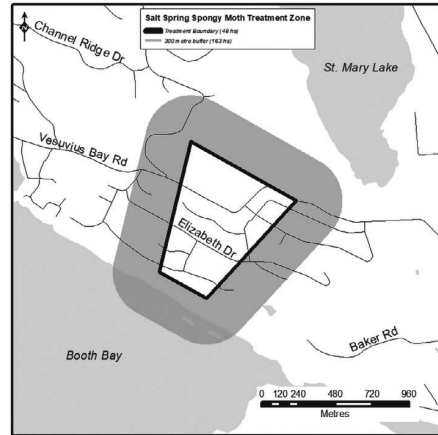 Salt Spring Spongy Moth Treatment Zone
Treatment Boundary (48 ha)
300 metre buffer (163 ha)
N
Channel Ridge Dr
St. Mary Lake
Vesuvius Bay Rd
Elizabeth Dr
Booth Bay
Baker Rd
0 120 240 480 720 960
Metres